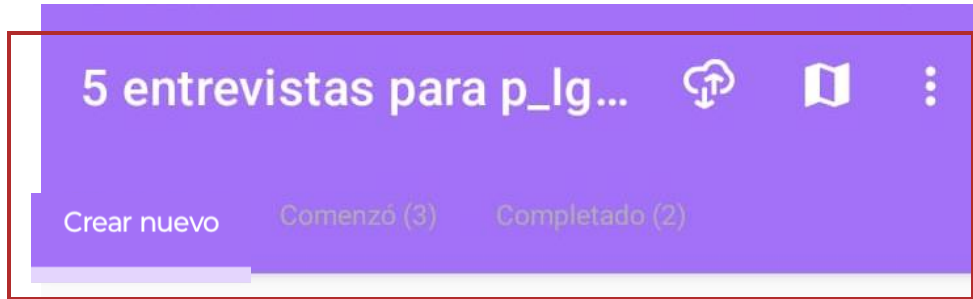 5 entrevistas para p_lg...
Crear nuevo Comenzó (3) Completado (2)